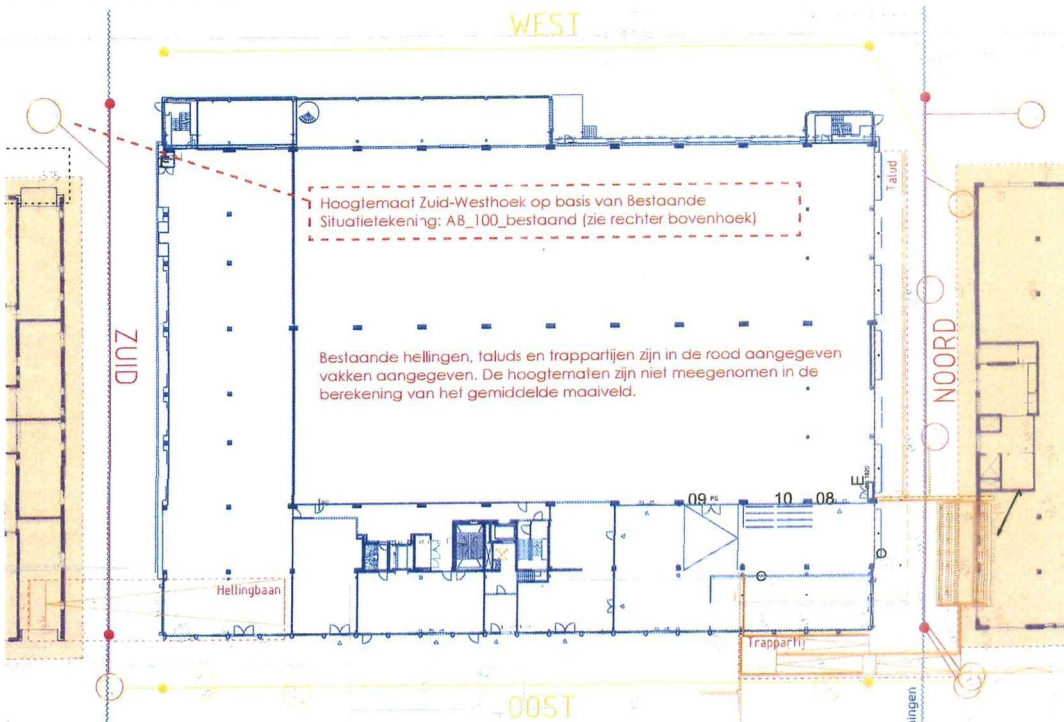 WEST
Talud
Hoogtemaat Zuid-Westhoek op basis van Bestaande
Situatietekening: AB_100_bestaand (zie rechter bovenhoek)
ZUID
NOORD
Bestaande hellingen, taluds en trappartijen zijn in de rood aangegeven
vakken aangegeven. De hoogtematen zijn niet meegenomen in de
berekening van het gemiddelde maaiveld.
E
09 PS 10 08
Hellingbaan
Trappartij
OOST
ningen